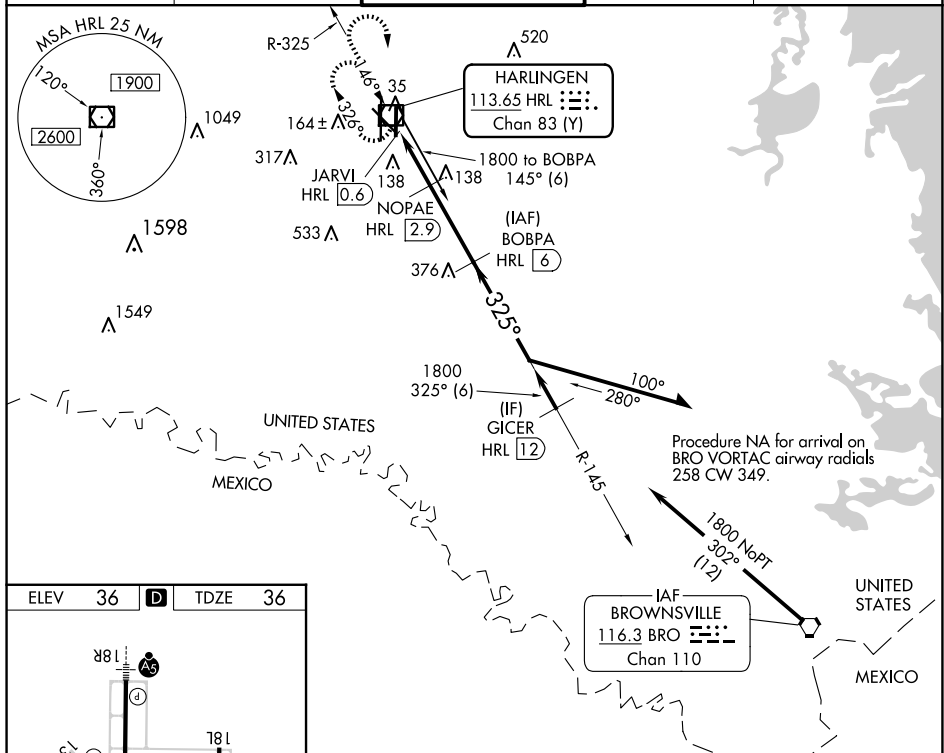 MSA HRL 25 NM
120°
1900
2600
360°
1049
1598
1549
R-325
146°
326°
520
35
164±
317
HARLINGEN
113.65 HRL
Chan 83 (Y)
JARVI
HRL 0.6
138
138
1800 to BOBPA
145° (6)
NOPAE
HRL 2.9
533
(IAF)
BOBPA
HRL 6
376
325°
1800
325° (6)
100°
280°
(IF)
GICER
HRL 12
R-145
UNITED STATES
MEXICO
Procedure NA for arrival on
BRO VORTAC airway radials
258 CW 349.
1800 NoPT
302°
(12)
IAF
BROWNSVILLE
116.3 BRO
Chan 110
UNITED
STATES
MEXICO
ELEV 36 D TDZE 36
18R
A5
P
18L